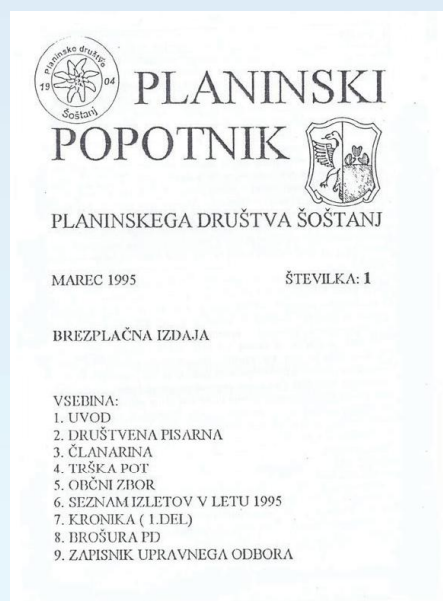 Planinsko društvo
19 04
Šoštanj
PLANINSKI
POPOTNIK
PLANINSKEGA DRUŠTVA ŠOŠTANJ
MAREC 1995 ŠTEVILKA: 1
BREZPLAČNA IZDAJA
VSEBINA:
1. UVOD
2. DRUŠTVENA PISARNA
3. ČLANARINA
4. TRŠKA POT
5. OBČNI ZBOR
6. SEZNAM IZLETOV V LETU 1995
7. KRONIKA ( 1.DEL)
8. BROŠURA PD
9. ZAPISNIK UPRAVNEGA ODBORA